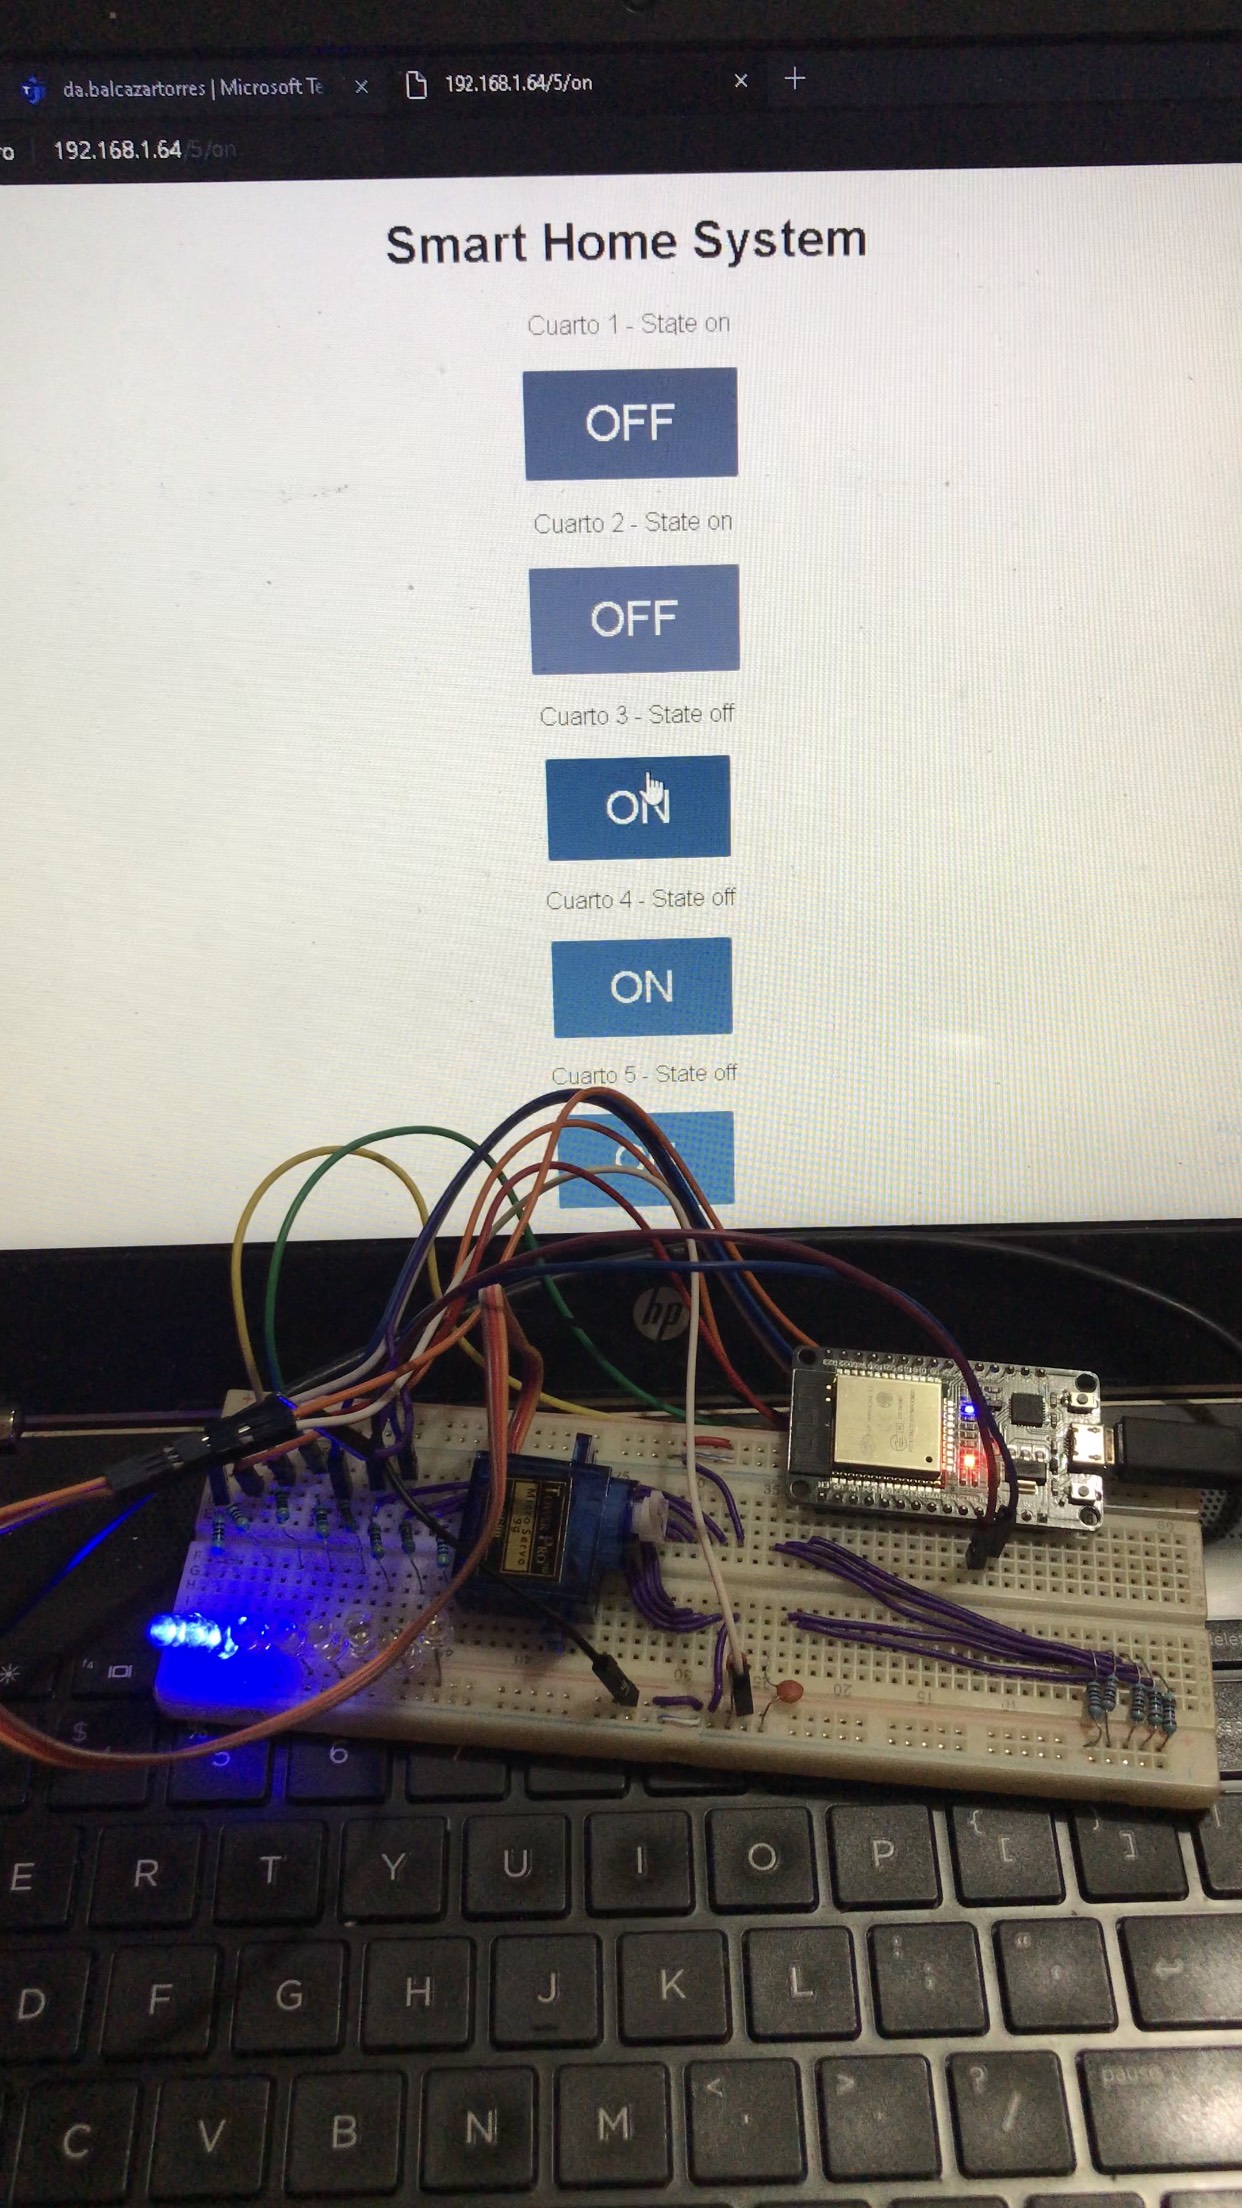 da.balcazartorres | Microsoft Te
192.168.1.64/5/on
192.168.1.64/5/on
Smart Home System
Cuarto 1 - State on
OFF
Cuarto 2 - State on
OFF
Cuarto 3 - State off
ON
Cuarto 4 - State off
ON
Cuarto 5 - State off
hp
Micro Servo
9g
f4
$
%
5
6
E R T Y U I O P { [ } ]
D F G H J K L : ; "
C V B N M < , > . ? /
pause